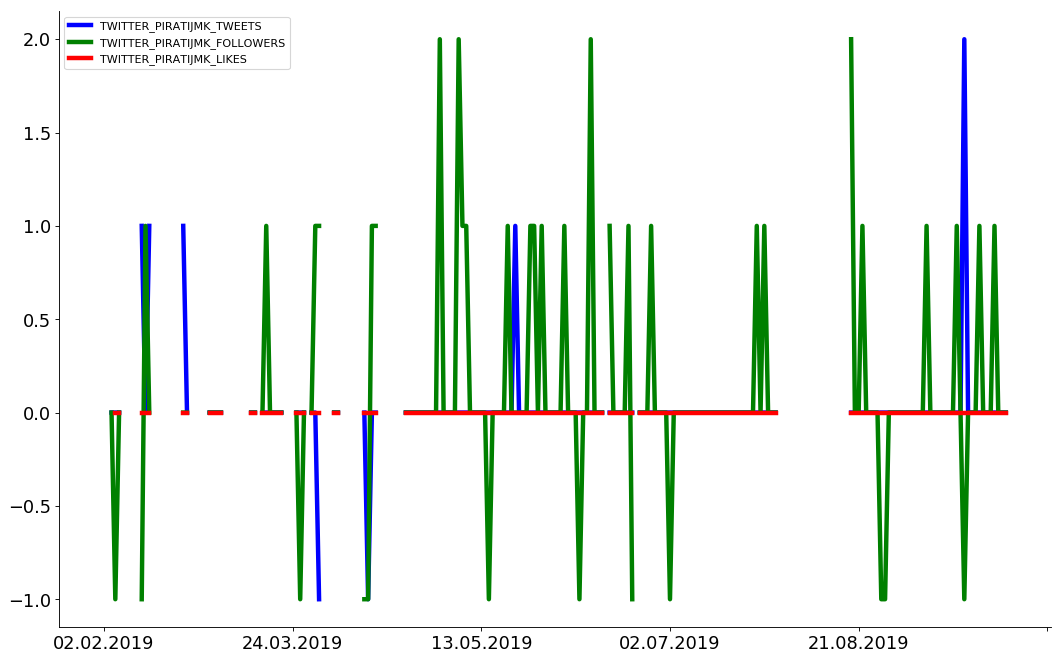 TWITTER_PIRATIJMK_TWEETS
TWITTER_PIRATIJMK_FOLLOWERS
TWITTER_PIRATIJMK_LIKES
2.0
1.5
1.0
0.5
0.0
−0.5
−1.0
02.02.2019 24.03.2019 13.05.2019 02.07.2019 21.08.2019